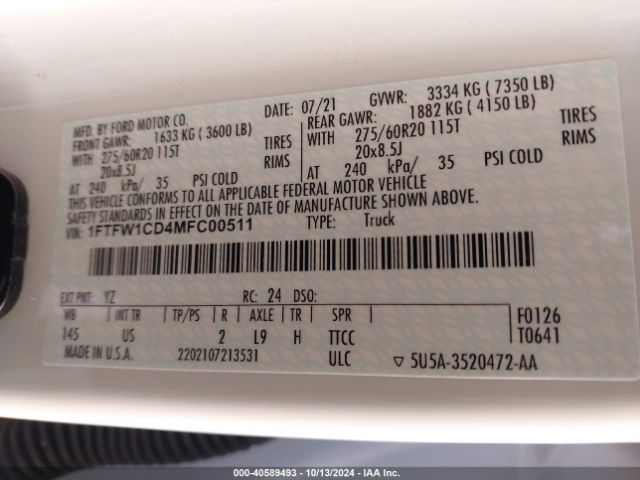 MFD. BY FORD MOTOR CO. DATE: 07/21 GVWR: 3334 KG ( 7350 LB)
FRONT GAWR: 1633 KG ( 3600 LB) REAR GAWR: 1882 KG ( 4150 LB)
WITH 275/60R20 115T TIRES WITH 275/60R20 115T TIRES
20x8.5J RIMS 20x8.5J RIMS
AT 240 kPa/ 35 PSI COLD AT 240 kPa/ 35 PSI COLD
THIS VEHICLE CONFORMS TO ALL APPLICABLE FEDERAL MOTOR VEHICLE
SAFETY STANDARDS IN EFFECT ON THE DATE OF MANUFACTURE SHOWN ABOVE.
VIN: 1FTFW1CD4MFC00511 TYPE: Truck
EXT PNT: YZ RC: 24 DSO:
WB INT TR TP/PS R AXLE TR SPR F0126
145 US 2 L9 H TTCC T0641
MADE IN U.S.A. 2202107213531 ULC ▽ 5U5A-3520472-AA
000-40589493 - 10/13/2024 - IAA Inc.